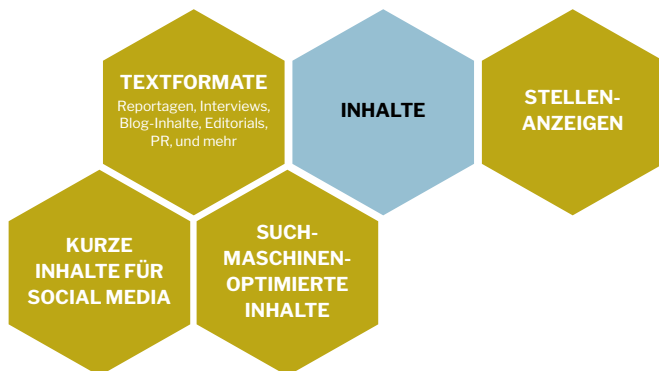 TEXTFORMATE
Reportagen, Interviews,
Blog-Inhalte, Editorials,
PR, und mehr
INHALTE
STELLEN-
ANZEIGEN
KURZE
INHALTE FÜR
SOCIAL MEDIA
SUCH-
MASCHINEN-
OPTIMIERTE
INHALTE